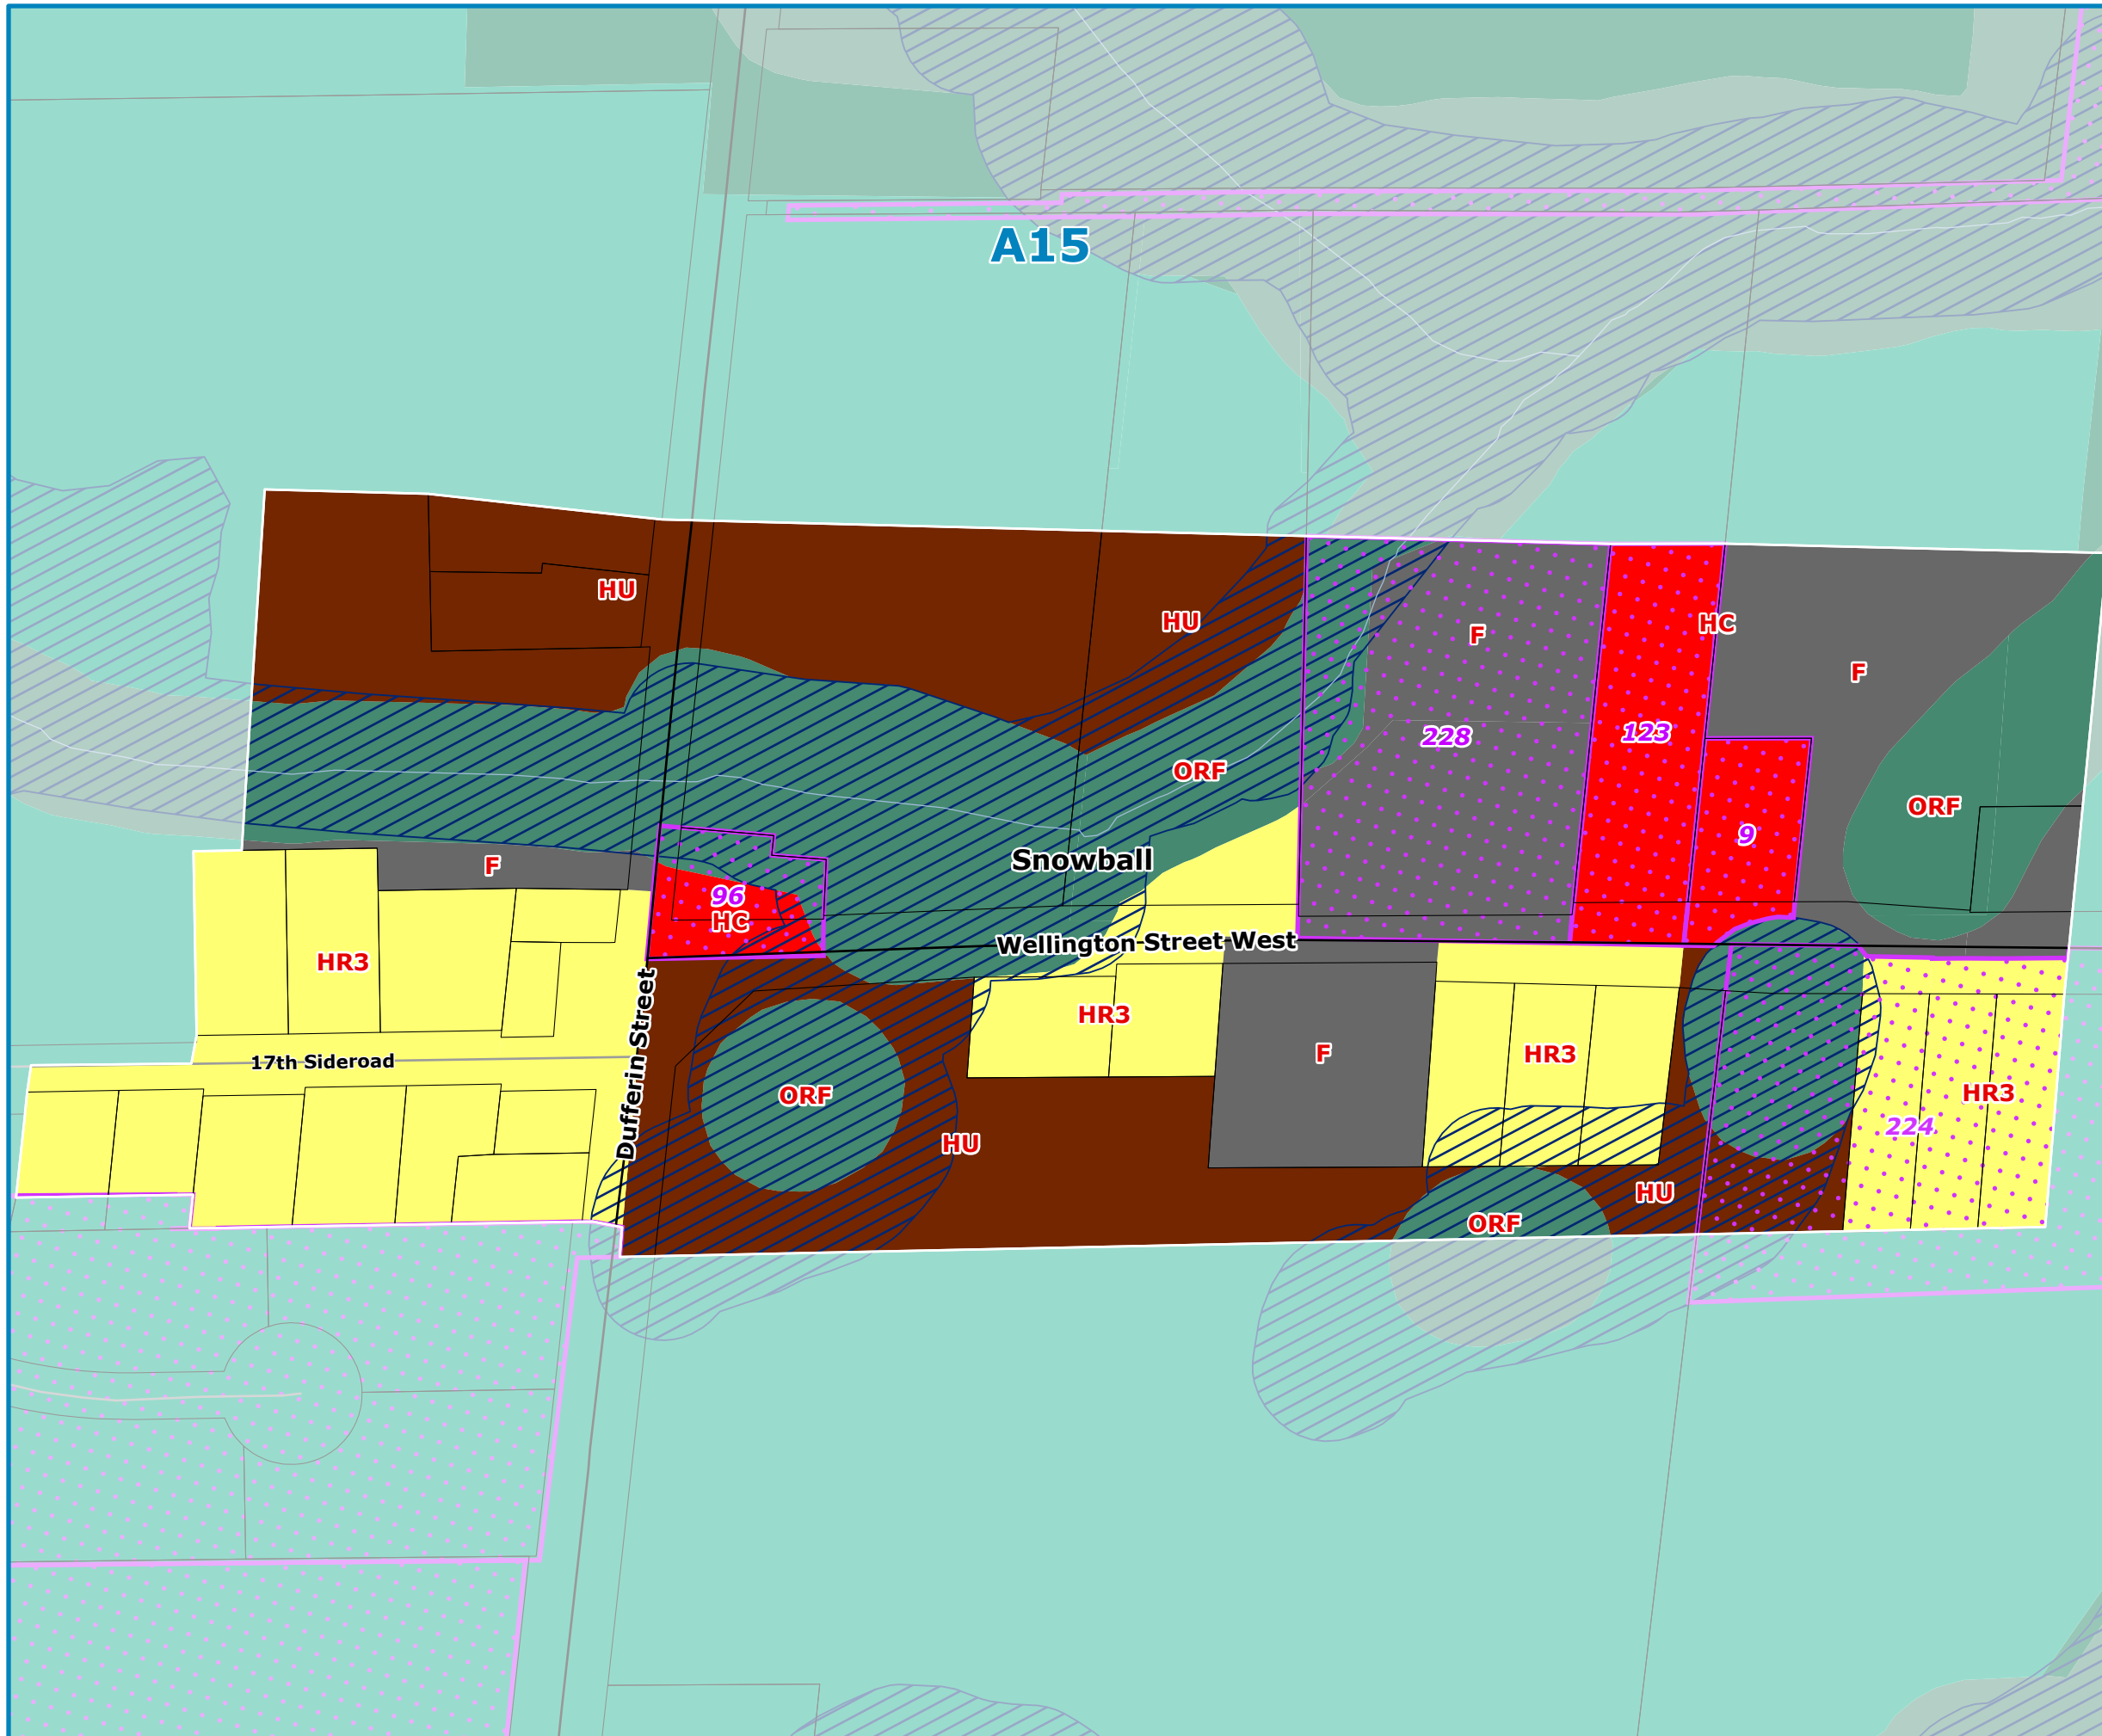 A15
HU
HU
F
HC
F
228
123
ORF
ORF
9
Snowball
F
96
HC
Wellington Street West
HR3
HR3
Dufferin Street
17th Sideroad
F
HR3
ORF
HR3
224
HU
HU
ORF